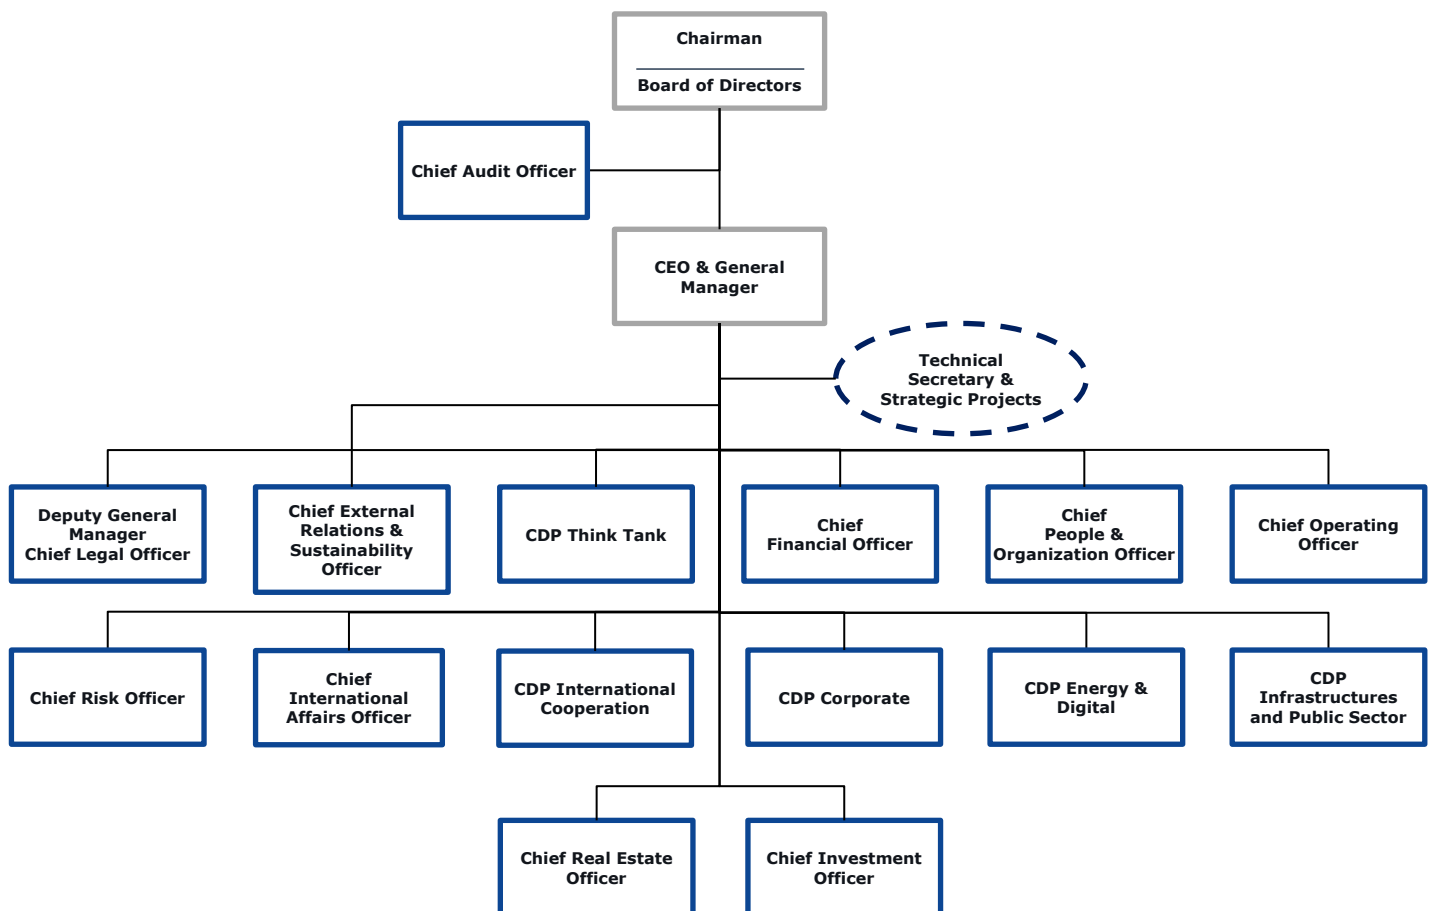 Chairman
Board of Directors
Chief Audit Officer
CEO & General
Manager
Technical
Secretary &
Strategic Projects
Deputy General
Manager
Chief Legal Officer
Chief External
Relations &
Sustainability
Officer
CDP Think Tank
Chief
Financial Officer
Chief
People &
Organization Officer
Chief Operating
Officer
Chief Risk Officer
Chief
International
Affairs Officer
CDP International
Cooperation
CDP Corporate
CDP Energy &
Digital
CDP
Infrastructures
and Public Sector
Chief Real Estate
Officer
Chief Investment
Officer